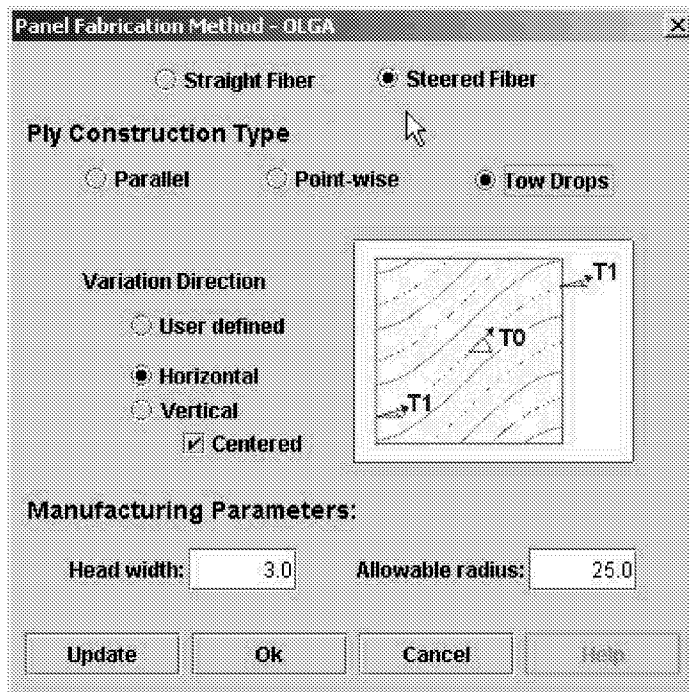 Panel Fabrication Method - OLGA
Straight Fiber Steered Fiber
Ply Construction Type
Parallel Point-wise Tow Drops
Variation Direction
User defined
Horizontal
Vertical
Centered
T1
T0
T1
Manufacturing Parameters:
Head width: 3.0 Allowable radius: 25.0
Update Ok Cancel Help